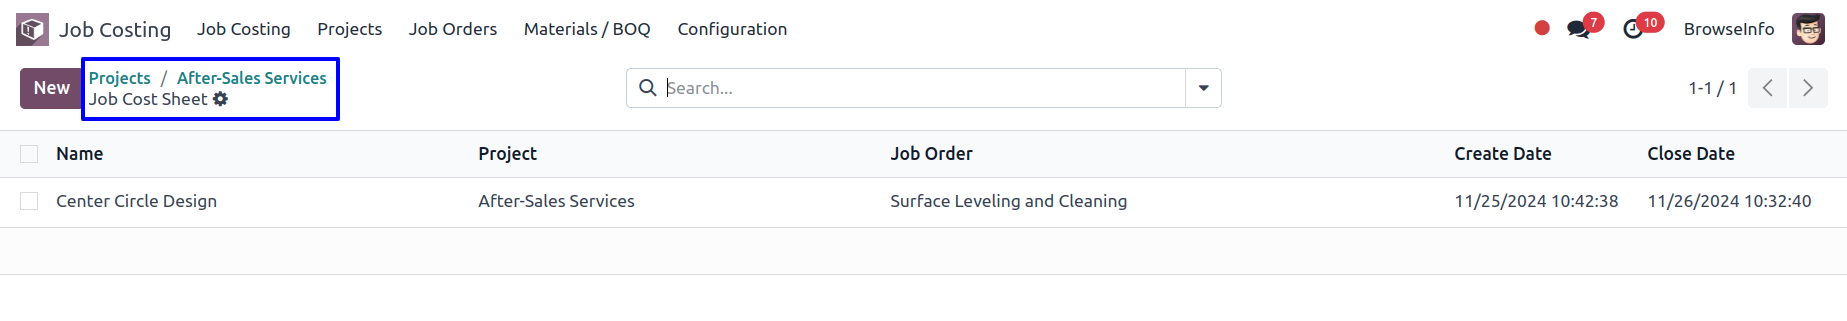 Job Costing Job Costing Projects Job Orders Materials / BOQ Configuration 7 10 BrowseInfo
New Projects / After-Sales Services Search... 1-1 / 1
Job Cost Sheet
Name Project Job Order Create Date Close Date
Center Circle Design After-Sales Services Surface Leveling and Cleaning 11/25/2024 10:42:38 11/26/2024 10:32:40